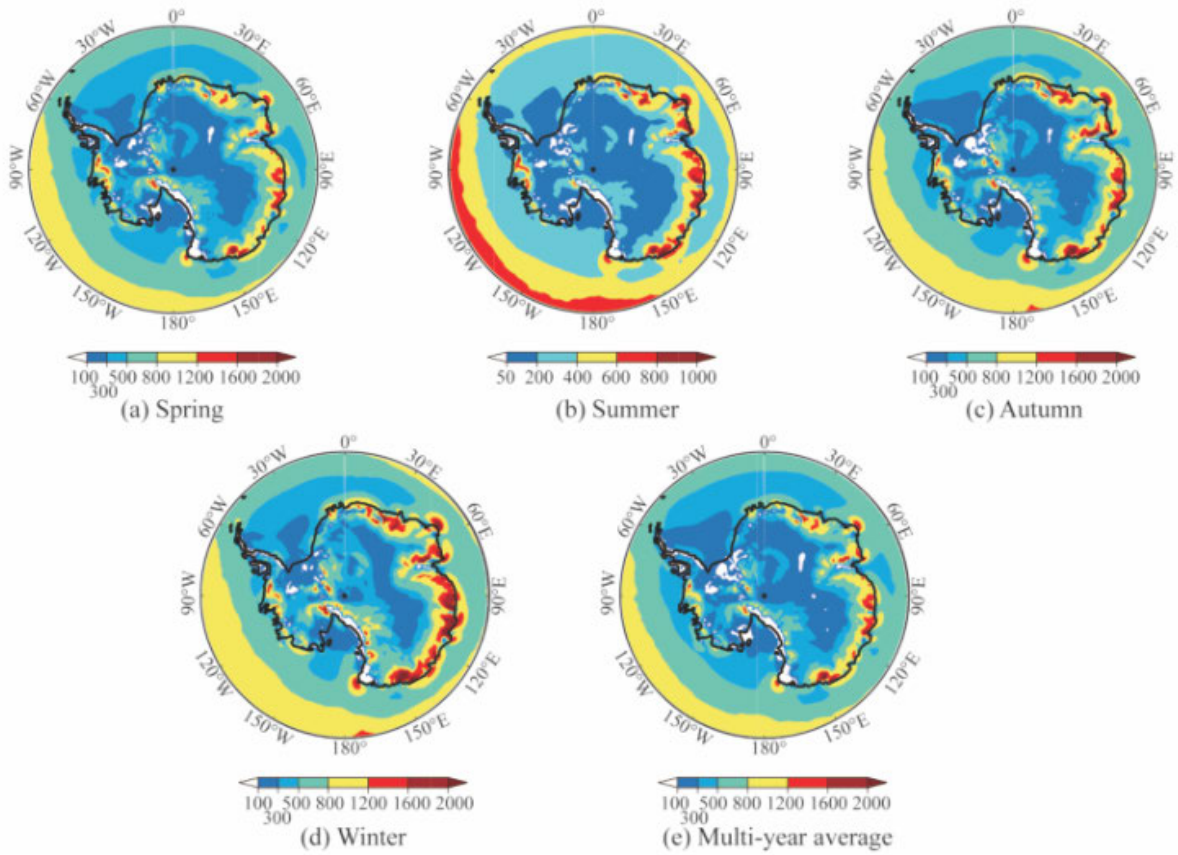 0°
30°W
30°E
60°W
60°E
90°W
90°E
120°W
120°E
150°W
150°E
180°
100 500 800 1200 1600 2000
300
(a) Spring
0°
30°W
30°E
60°W
60°E
90°W
90°E
120°W
120°E
150°W
150°E
180°
50 200 400 600 800 1000
(b) Summer
0°
30°W
30°E
60°W
60°E
90°W
90°E
120°W
120°E
150°W
150°E
180°
100 500 800 1200 1600 2000
300
(c) Autumn
0°
30°W
30°E
60°W
60°E
90°W
90°E
120°W
120°E
150°W
150°E
180°
100 500 800 1200 1600 2000
300
(d) Winter
0°
30°W
30°E
60°W
60°E
90°W
90°E
120°W
120°E
150°W
150°E
180°
100 500 800 1200 1600 2000
300
(e) Multi-year average